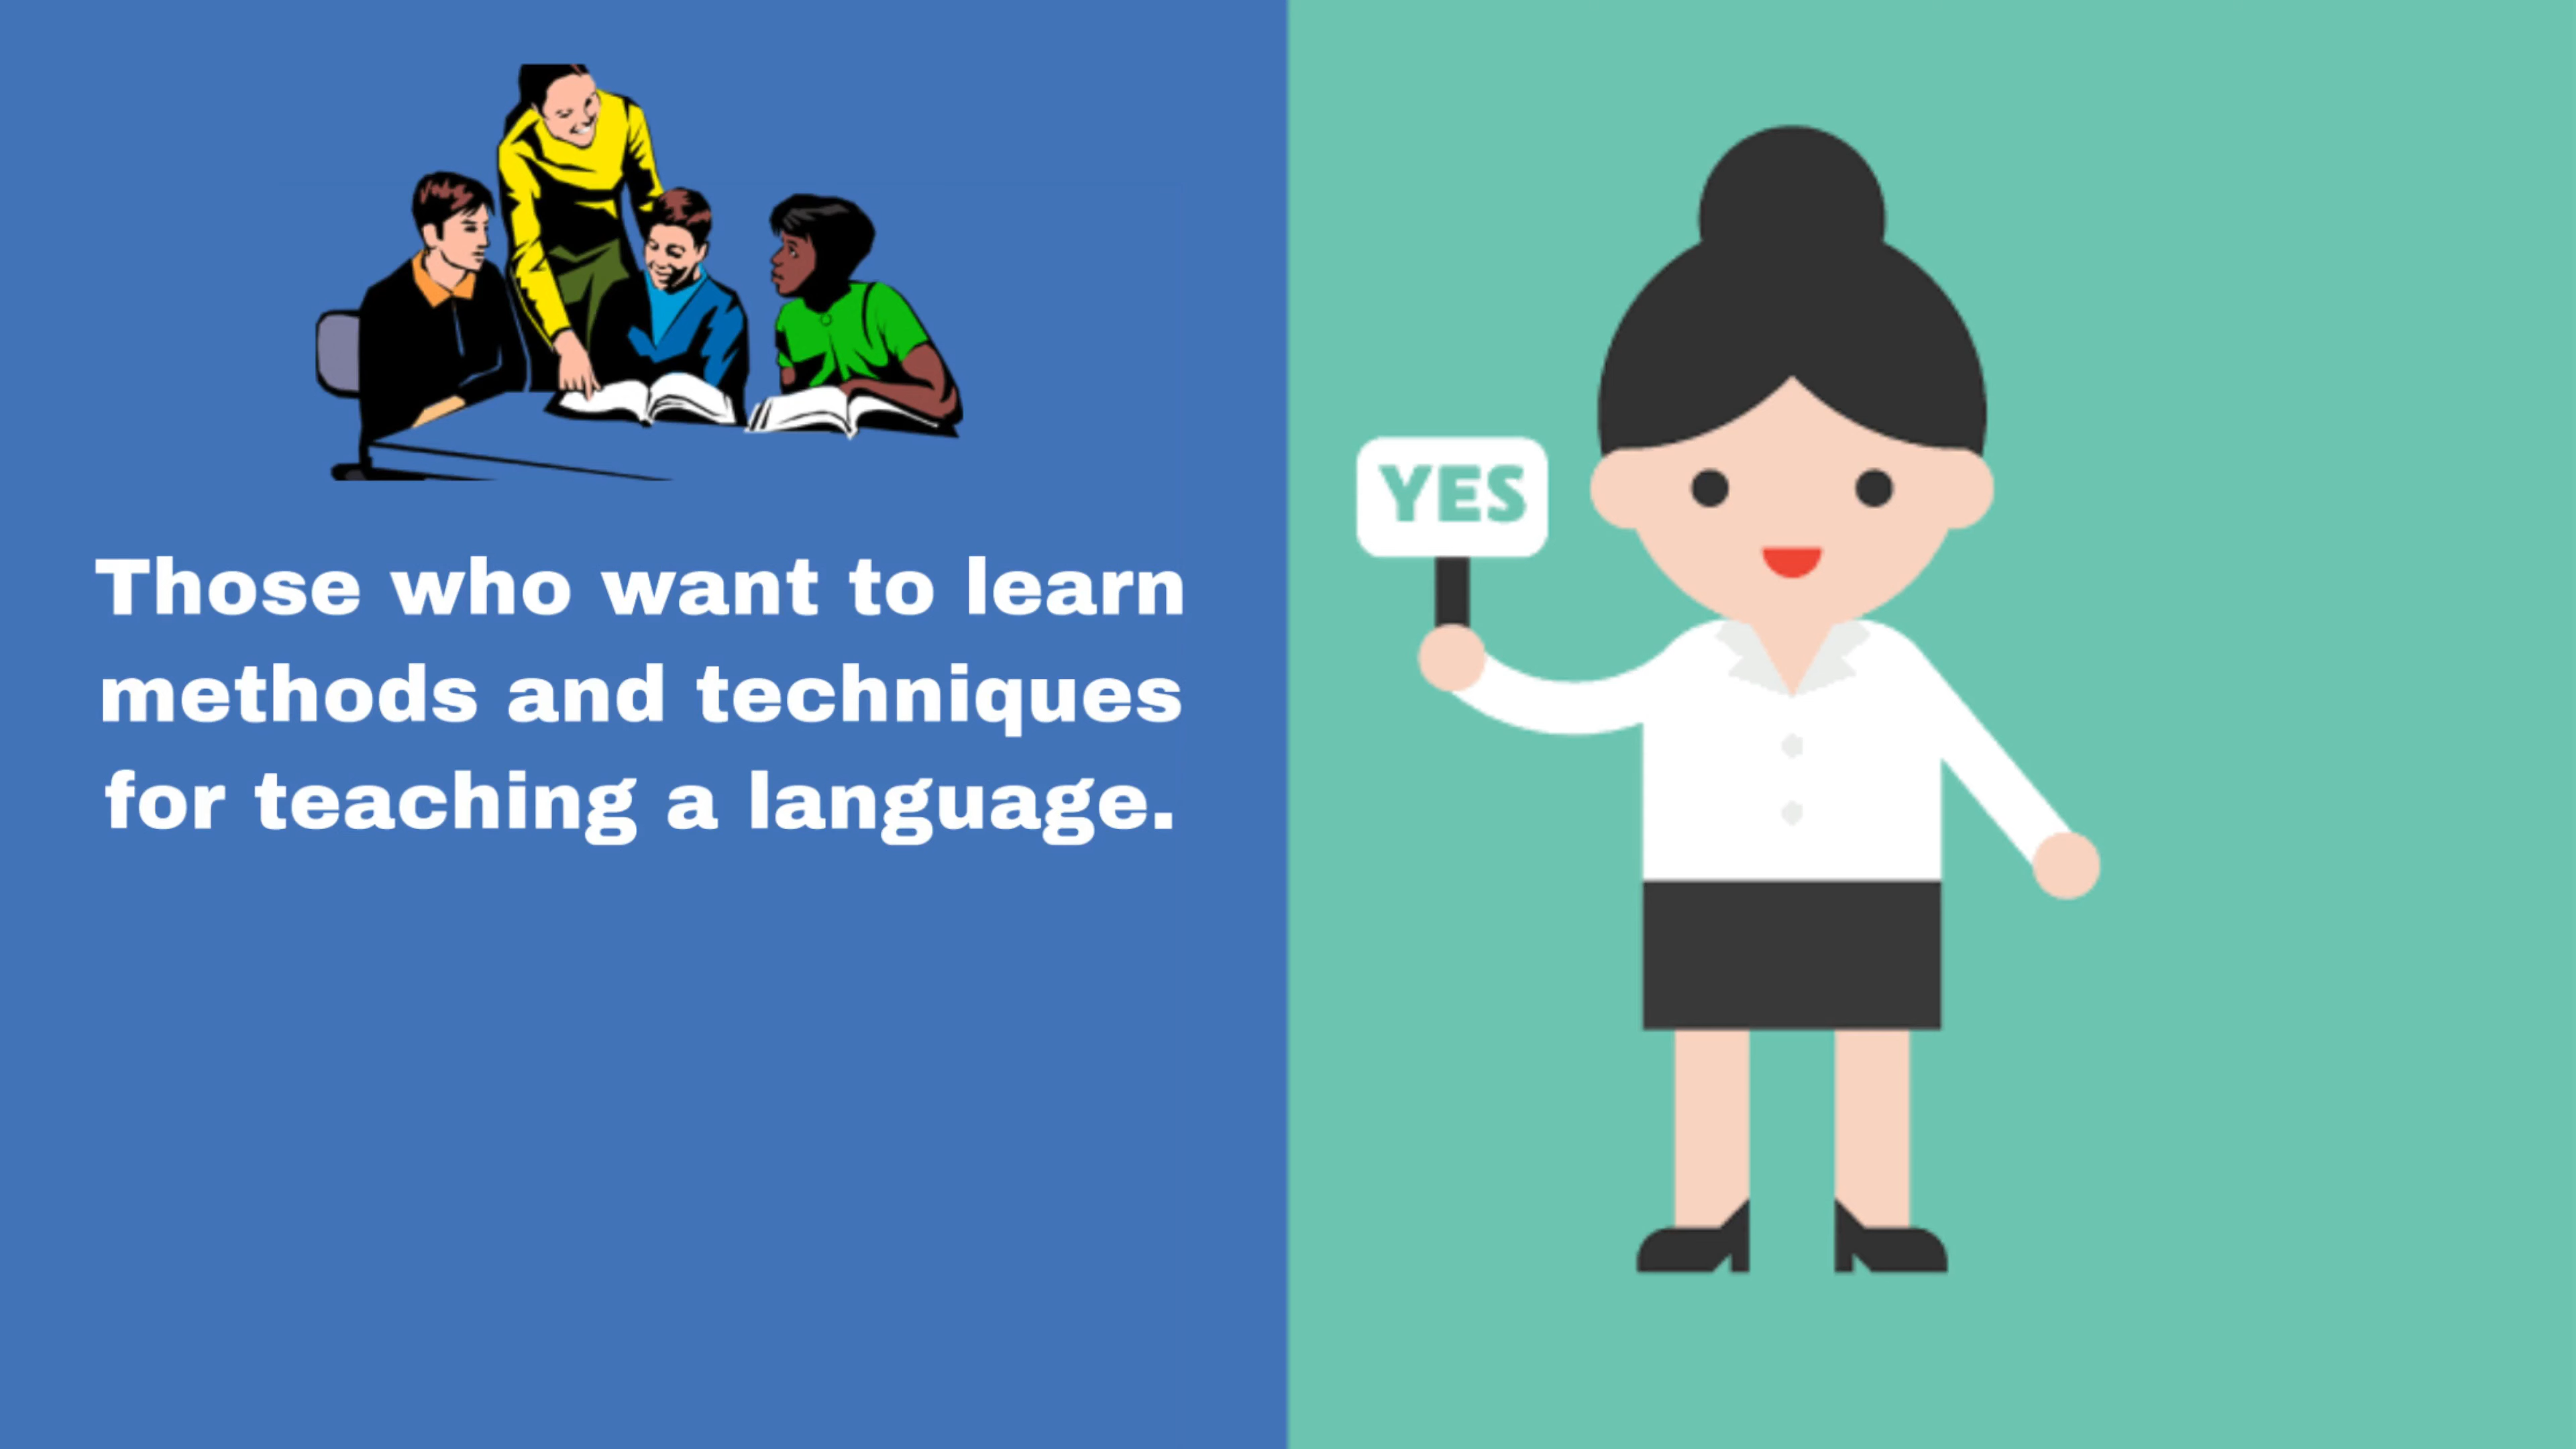 Those who want to learn
methods and techniques
for teaching a language.
YES